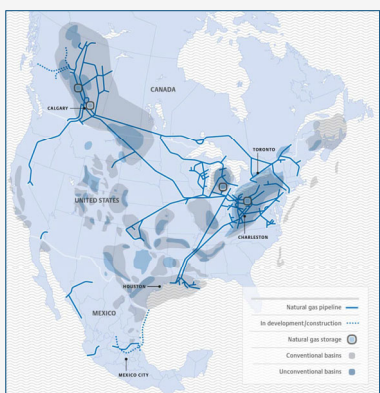 CANADA
CALGARY
TORONTO
UNITED STATES
CHARLESTON
HOUSTON
MEXICO
MEXICO CITY
Natural gas pipeline
In development/construction
Natural gas storage
Conventional basins
Unconventional basins